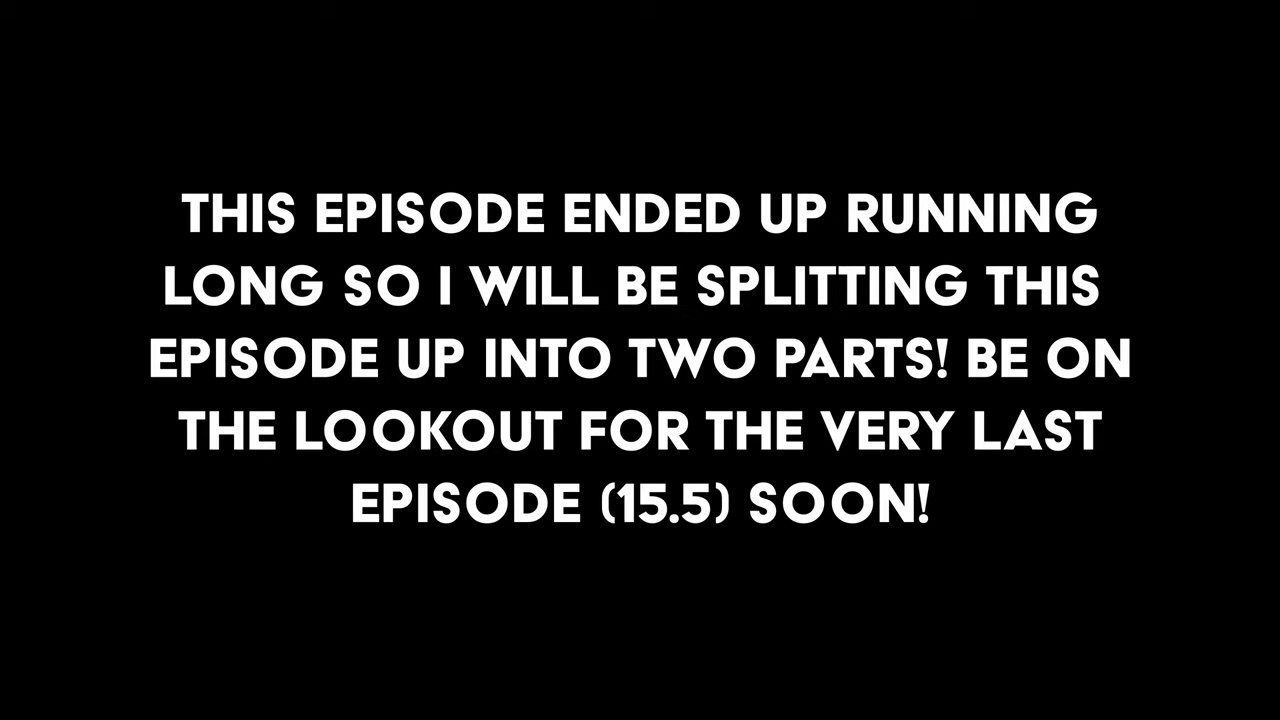 THIS EPISODE ENDED UP RUNNING
LONG SO I WILL BE SPLITTING THIS
EPISODE UP INTO TWO PARTS! BE ON
THE LOOKOUT FOR THE VERY LAST
EPISODE (15.5) SOON!